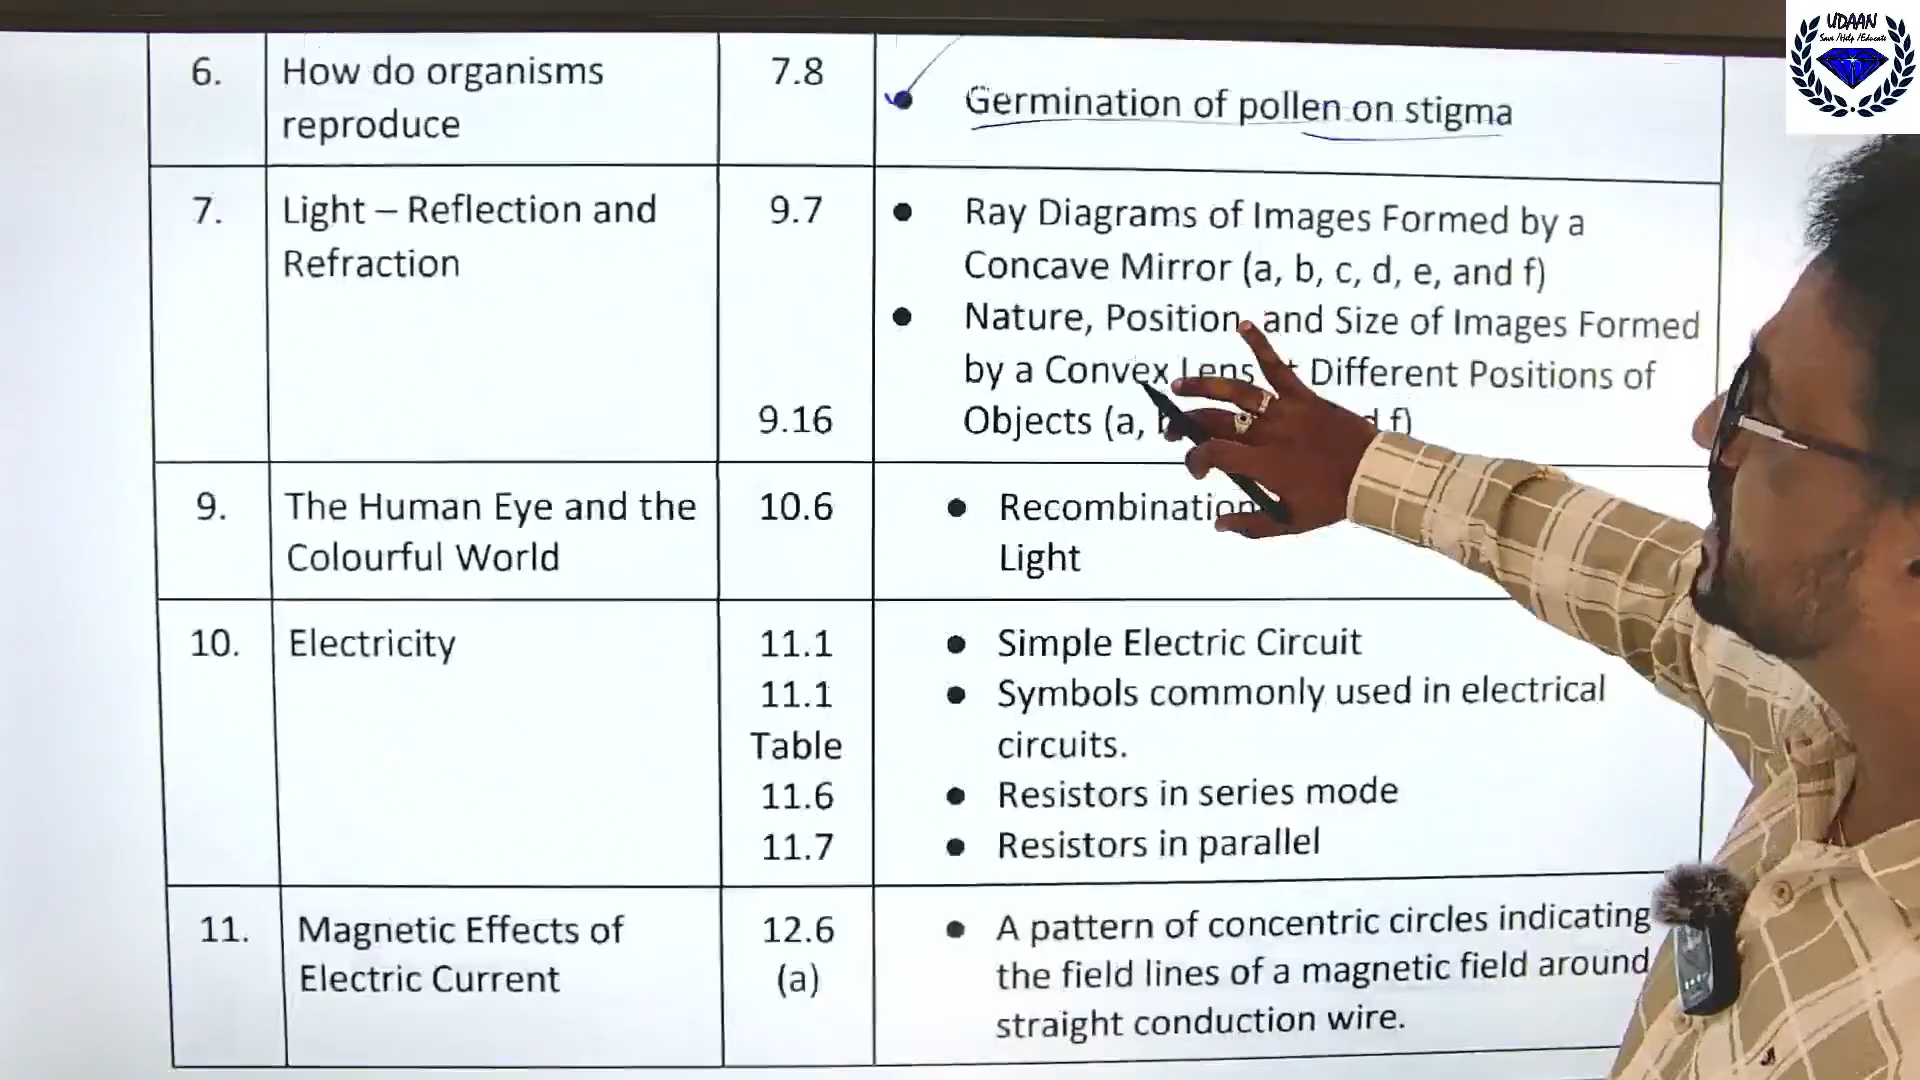 UDAAN
Save /Help /Educate
6. How do organisms reproduce 7.8 ● Germination of pollen on stigma
7. Light – Reflection and Refraction 9.7 ● Ray Diagrams of Images Formed by a
Concave Mirror (a, b, c, d, e, and f)
● Nature, Position, and Size of Images Formed
by a Convex Lens Different Positions of
9.16 Objects (a, f)
9. The Human Eye and the Colourful World 10.6 ● Recombination
Light
10. Electricity 11.1 ● Simple Electric Circuit
11.1 Table ● Symbols commonly used in electrical
circuits.
11.6 ● Resistors in series mode
11.7 ● Resistors in parallel
11. Magnetic Effects of Electric Current 12.6 (a) ● A pattern of concentric circles indicating
the field lines of a magnetic field around
straight conduction wire.